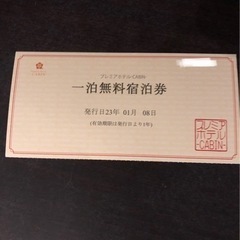 プレミアホテル-CABIN
一泊無料宿泊券
発行日23年 01月 08日
(有効期限は発行日より1年)
プレミア
ホテル
-CABIN-